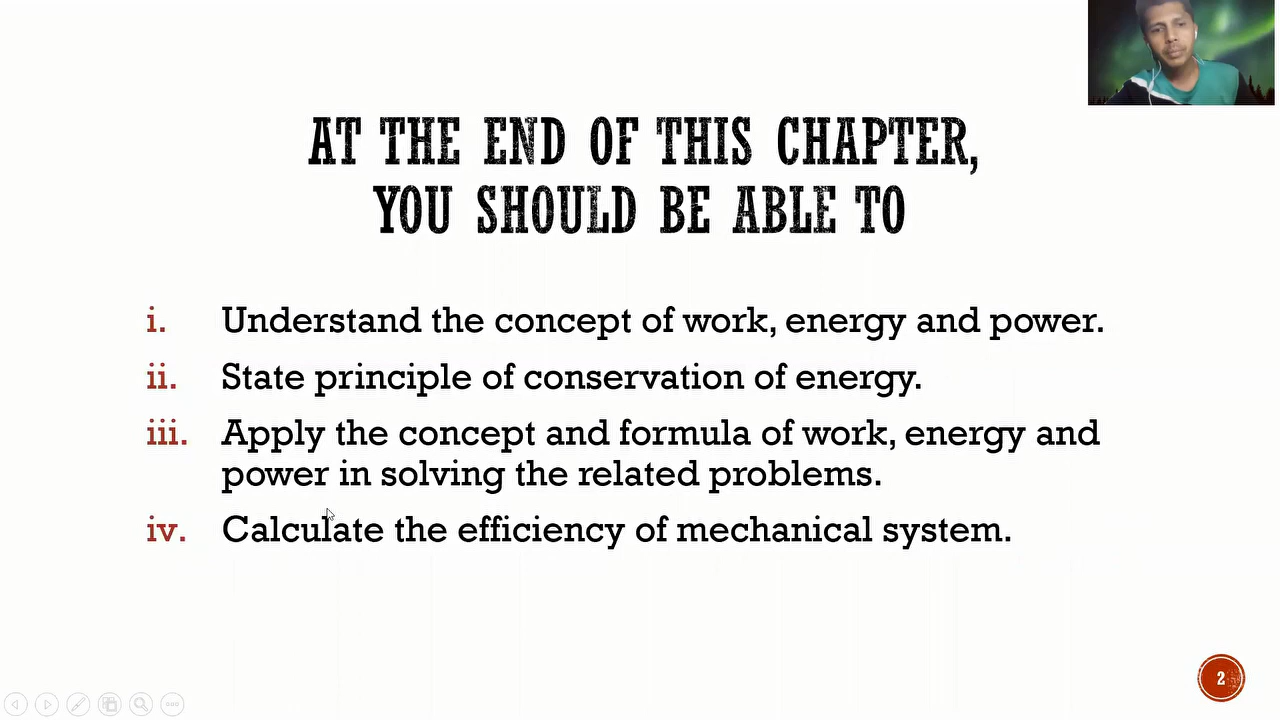 AT THE END OF THIS CHAPTER,
YOU SHOULD BE ABLE TO
i. Understand the concept of work, energy and power.
ii. State principle of conservation of energy.
iii. Apply the concept and formula of work, energy and
power in solving the related problems.
iv. Calculate the efficiency of mechanical system.
2